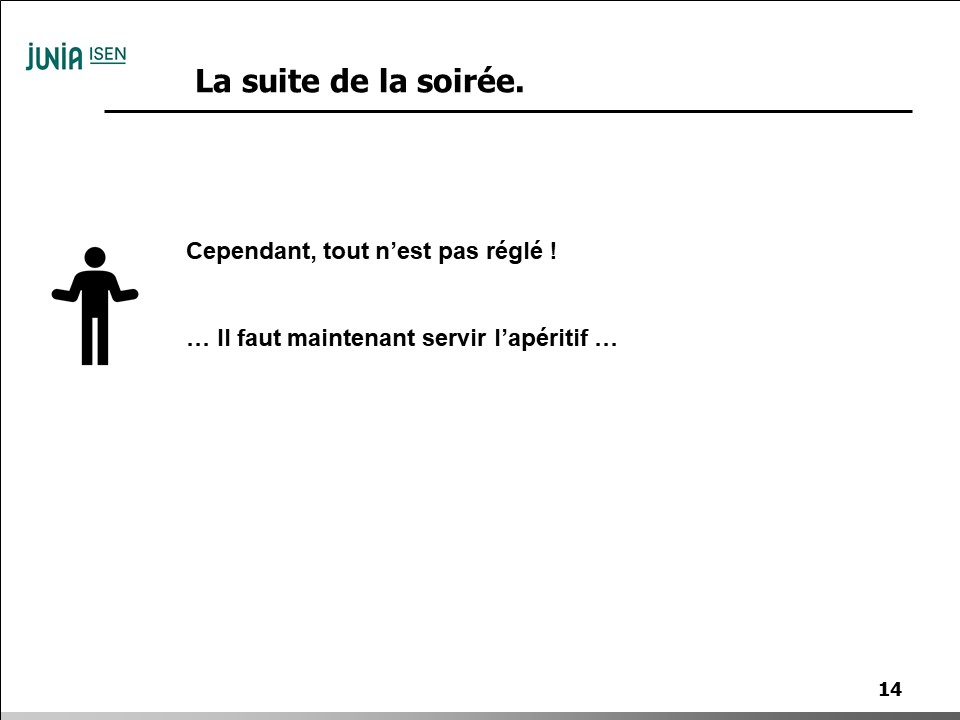 JUNIA ISEN
La suite de la soirée.
Cependant, tout n’est pas réglé !
… Il faut maintenant servir l’apéritif …
14